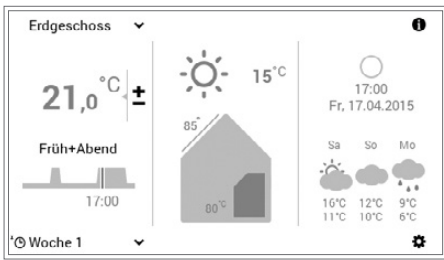 Erdgeschoss
21,0 °C ±
Früh+Abend
17:00
Woche 1
15°C
85°
80°C
17:00
Fr, 17.04.2015
Sa So Mo
16°C 12°C 9°C
11°C 10°C 6°C